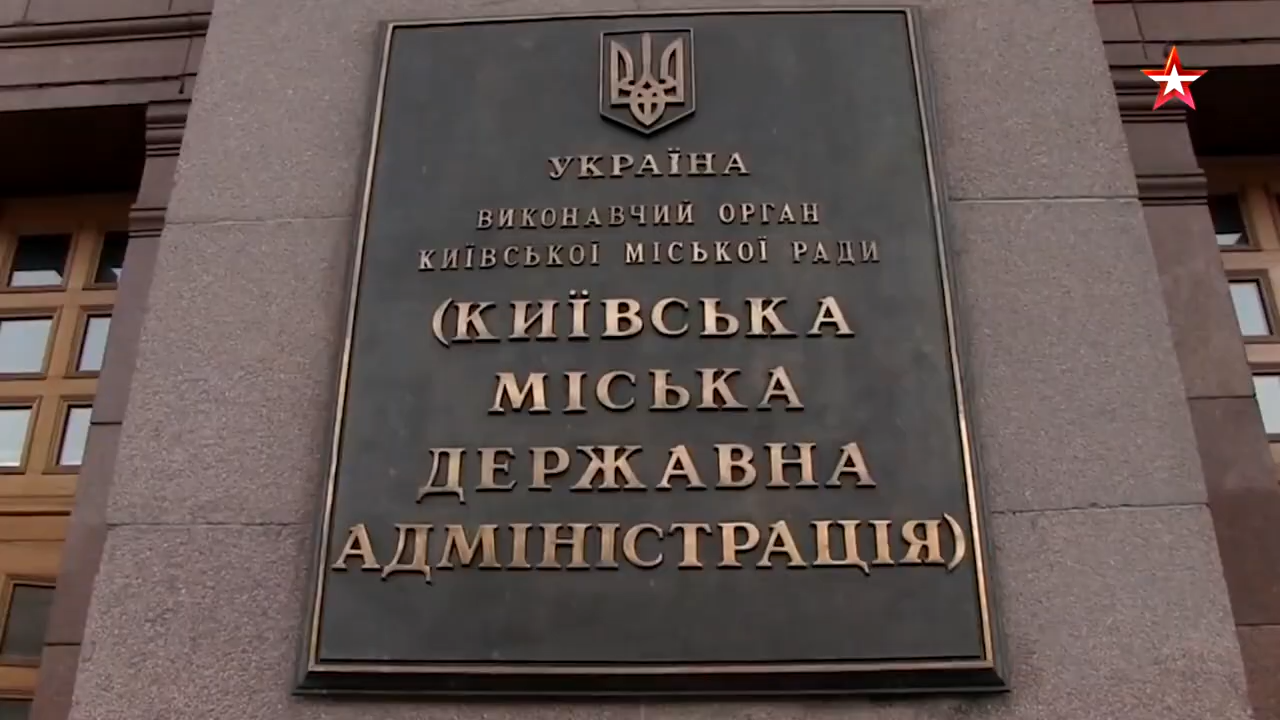 УКРАЇНА
ВИКОНАВЧИЙ ОРГАН
КИЇВСЬКОЇ МІСЬКОЇ РАДИ
(КИЇВСЬКА
МІСЬКА
ДЕРЖАВНА
АДМІНІСТРАЦІЯ)